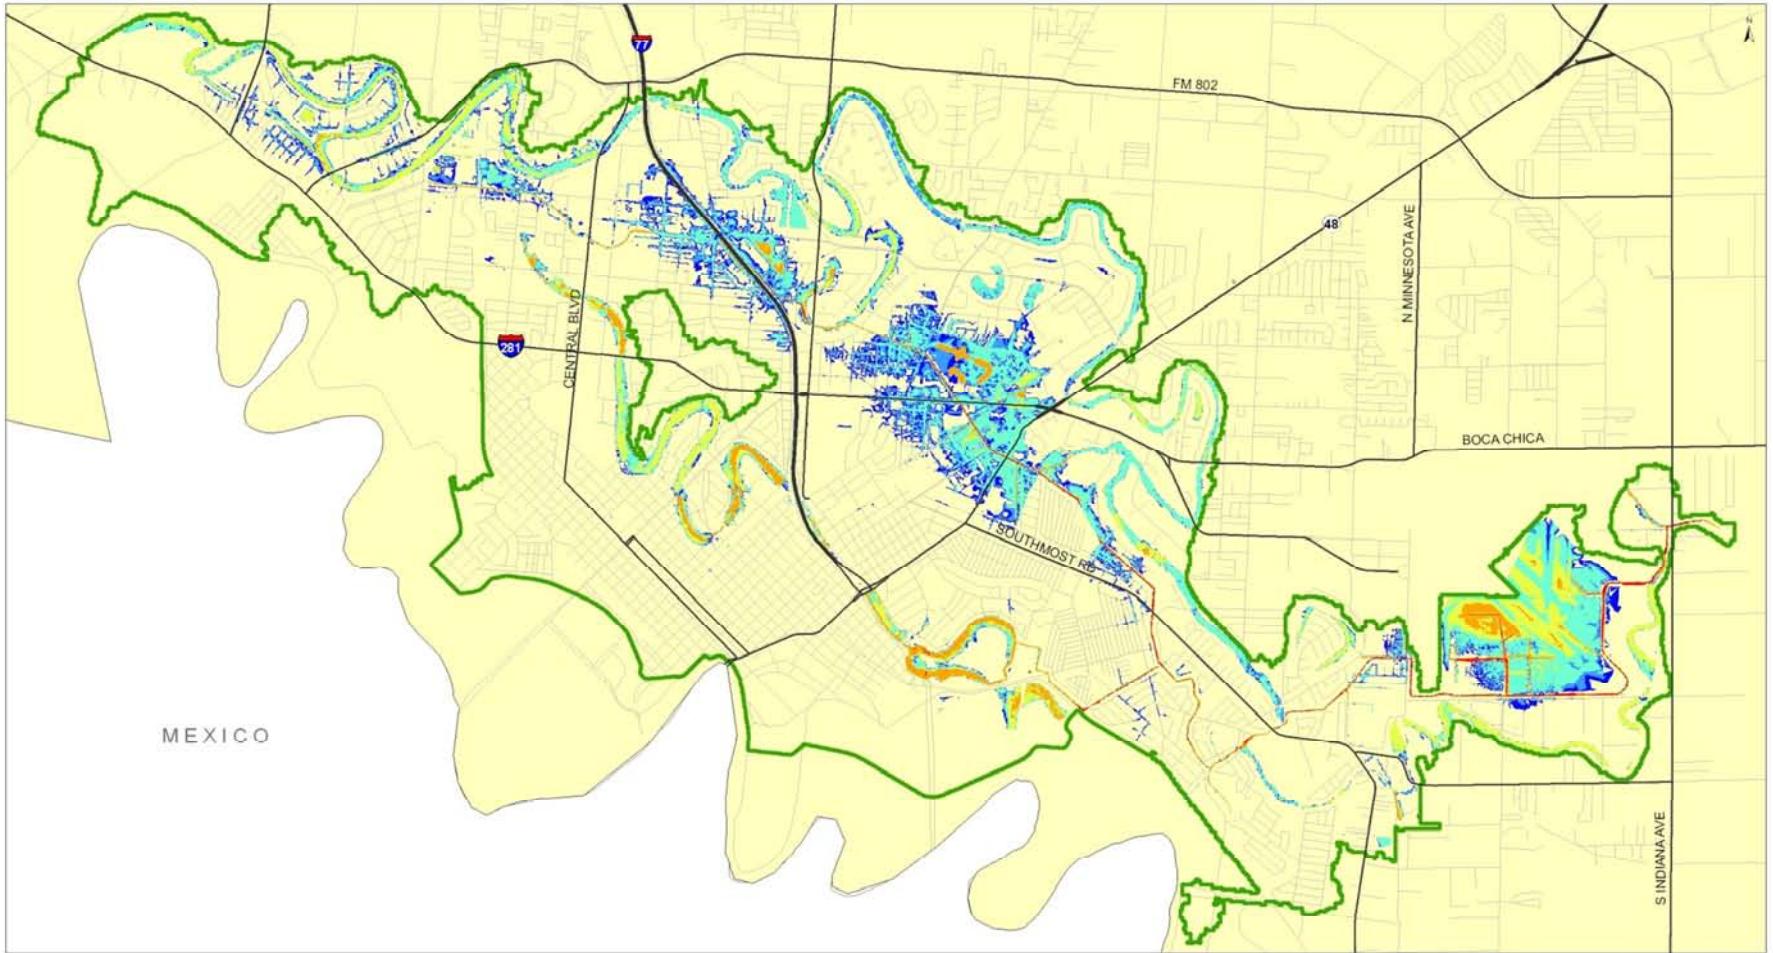 N
77
FM 802
48
N MINNESOTA AVE
CENTRAL BLVD
281
BOCA CHICA
SOUTHMOST RD
MEXICO
S INDIANA AVE